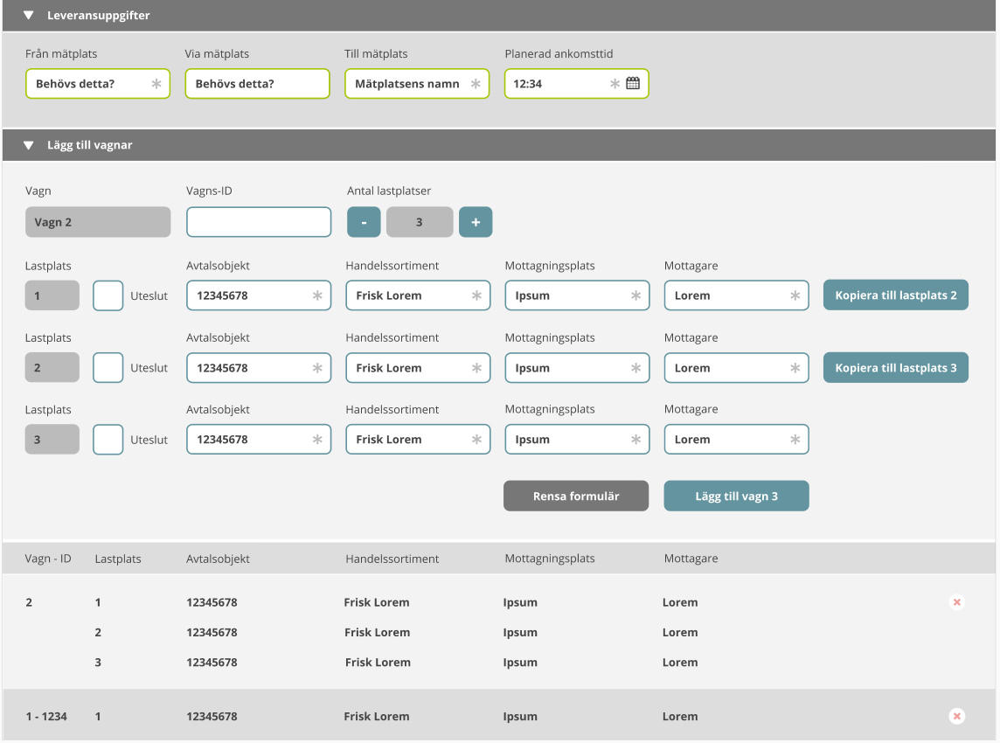 Leveransuppgifter
Från mätplats Via mätplats Till mätplats Planerad ankomsttid
Behövs detta? * Behövs detta? Mätplatsens namn * 12:34 *
Lägg till vagnar
Vagn Vagns-ID Antal lastplatser
Vagn 2 - 3 +
Lastplats Avtalsobjekt Handelssortiment Mottagningsplats Mottagare
1 Uteslut 12345678 * Frisk Lorem * Ipsum * Lorem * Kopiera till lastplats 2
Lastplats Avtalsobjekt Handelssortiment Mottagningsplats Mottagare
2 Uteslut 12345678 * Frisk Lorem * Ipsum * Lorem * Kopiera till lastplats 3
Lastplats Avtalsobjekt Handelssortiment Mottagningsplats Mottagare
3 Uteslut 12345678 * Frisk Lorem * Ipsum * Lorem *
Rensa formulär Lägg till vagn 3
Vagn - ID Lastplats Avtalsobjekt Handelssortiment Mottagningsplats Mottagare
2 1 12345678 Frisk Lorem Ipsum Lorem
2 12345678 Frisk Lorem Ipsum Lorem
3 12345678 Frisk Lorem Ipsum Lorem
1 - 1234 1 12345678 Frisk Lorem Ipsum Lorem